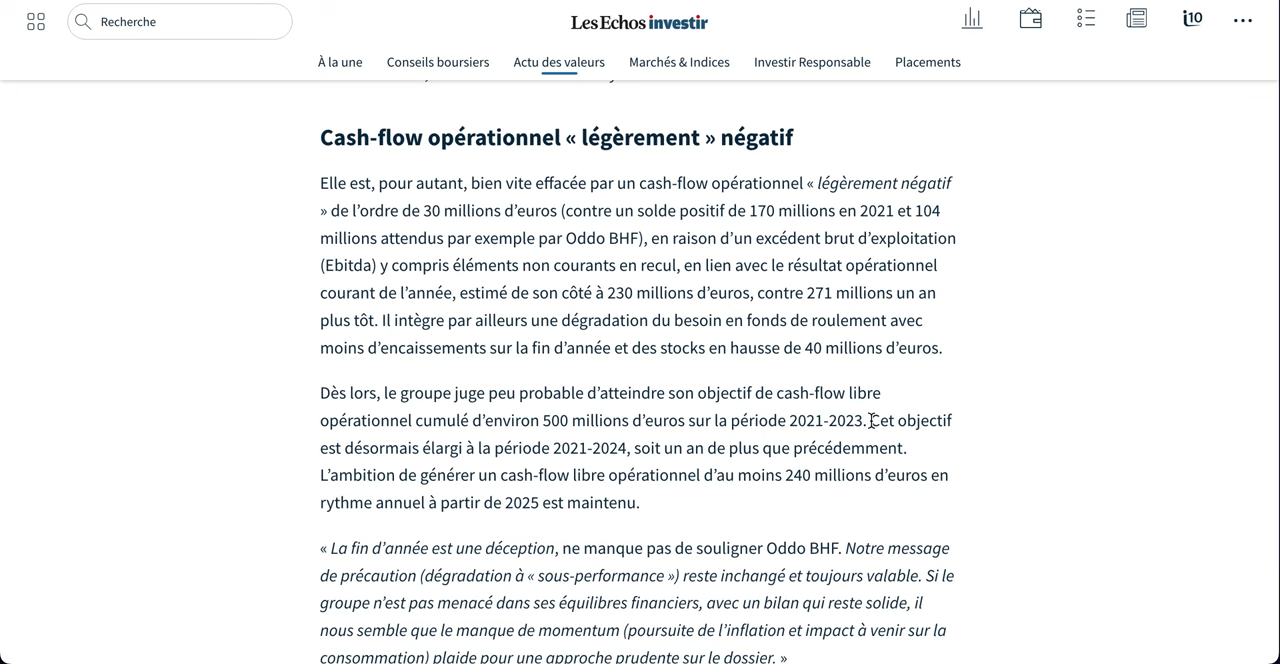 Recherche
Les Echos investir
i10
À la une
Conseils boursiers
Actu des valeurs
Marchés & Indices
Investir Responsable
Placements
Cash-flow opérationnel « légèrement » négatif
Elle est, pour autant, bien vite effacée par un cash-flow opérationnel « légèrement négatif
» de l’ordre de 30 millions d’euros (contre un solde positif de 170 millions en 2021 et 104
millions attendus par exemple par Oddo BHF), en raison d’un excédent brut d’exploitation
(Ebitda) y compris éléments non courants en recul, en lien avec le résultat opérationnel
courant de l’année, estimé de son côté à 230 millions d’euros, contre 271 millions un an
plus tôt. Il intègre par ailleurs une dégradation du besoin en fonds de roulement avec
moins d’encaissements sur la fin d’année et des stocks en hausse de 40 millions d’euros.
Dès lors, le groupe juge peu probable d’atteindre son objectif de cash-flow libre
opérationnel cumulé d’environ 500 millions d’euros sur la période 2021-2023. Cet objectif
est désormais élargi à la période 2021-2024, soit un an de plus que précédemment.
L’ambition de générer un cash-flow libre opérationnel d’au moins 240 millions d’euros en
rythme annuel à partir de 2025 est maintenu.
« La fin d’année est une déception, ne manque pas de souligner Oddo BHF. Notre message
de précaution (dégradation à « sous-performance ») reste inchangé et toujours valable. Si le
groupe n’est pas menacé dans ses équilibres financiers, avec un bilan qui reste solide, il
nous semble que le manque de momentum (poursuite de l’inflation et impact à venir sur la
consommation) plaide pour une approche prudente sur le dossier. »